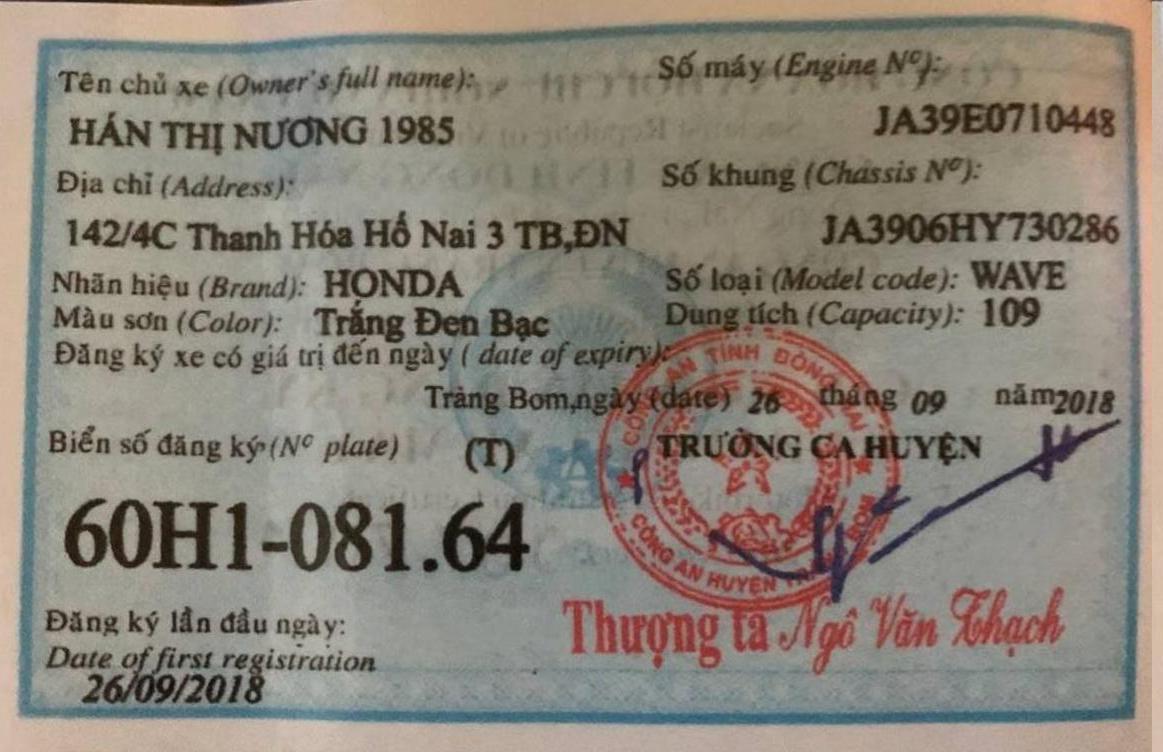 Tên chủ xe (Owner's full name):
HÁN THỊ NƯƠNG 1985
Số máy (Engine Nº):
JA39E0710448
Địa chỉ (Address):
142/4C Thanh Hóa Hố Nai 3 TB,ĐN
Số khung (Chassis Nº):
JA3906HY730286
Nhãn hiệu (Brand): HONDA
Số loại (Model code): WAVE
Màu sơn (Color): Trắng Đen Bạc
Dung tích (Capacity): 109
Đăng ký xe có giá trị đến ngày ( date of expiry):
Trảng Bom,ngày (date) 26 tháng 09 năm 2018
Biển số đăng ký (Nº plate) (T)
TRƯỞNG CA HUYỆN
60H1-081.64
CÔNG AN TỈNH ĐỒNG NAI
CÔNG AN HUYỆN TRẢNG BOM
Thượng tá Ngô Văn Thạch
Đăng ký lần đầu ngày:
Date of first registration
26/09/2018